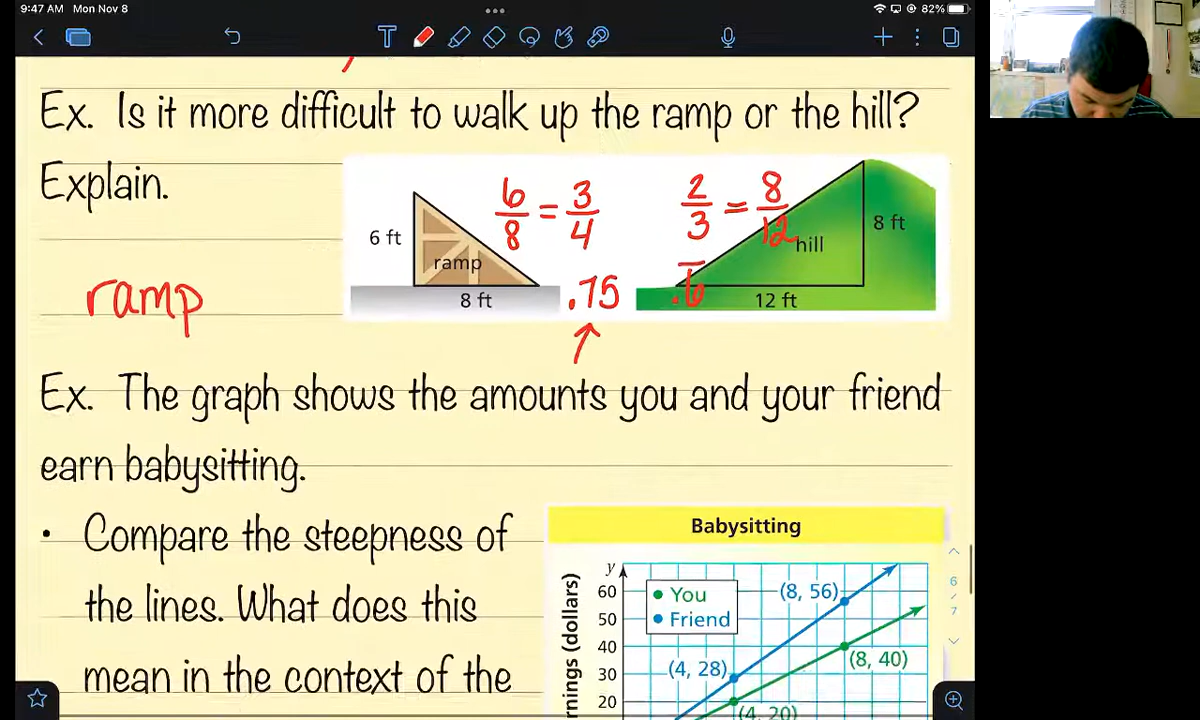 9:47 AM Mon Nov 8
82%
Ex. Is it more difficult to walk up the ramp or the hill?
Explain.
6 ft
ramp
8 ft
6/8 = 3/4
.75
2/3 = 8/12
.6̅
hill
8 ft
12 ft
ramp
Ex. The graph shows the amounts you and your friend
earn babysitting.
• Compare the steepness of
the lines. What does this
mean in the context of the
Babysitting
y
60
50
40
30
20
rnings (dollars)
You
Friend
(8, 56)
(4, 28)
(8, 40)
(4, 20)
6
/
7